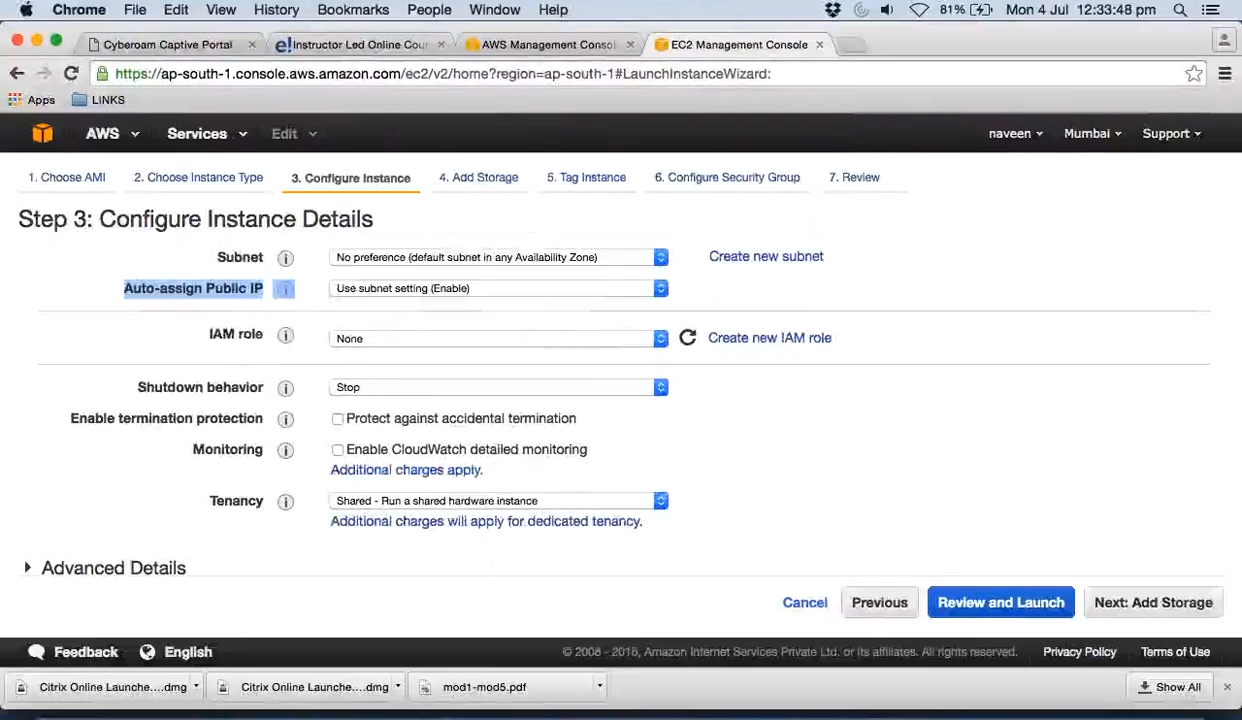 Chrome File Edit View History Bookmarks People Window Help 81% Mon 4 Jul 12:33:48 pm
Cyberoam Captive Portal × e! Instructor Led Online Cou × AWS Management Consol × EC2 Management Console ×
https://ap-south-1.console.aws.amazon.com/ec2/v2/home?region=ap-south-1#LaunchInstanceWizard:
Apps LINKS
AWS Services Edit naveen Mumbai Support
1. Choose AMI 2. Choose Instance Type 3. Configure Instance 4. Add Storage 5. Tag Instance 6. Configure Security Group 7. Review
Step 3: Configure Instance Details
Subnet i No preference (default subnet in any Availability Zone) Create new subnet
Auto-assign Public IP i Use subnet setting (Enable)
IAM role i None Create new IAM role
Shutdown behavior i Stop
Enable termination protection i Protect against accidental termination
Monitoring i Enable CloudWatch detailed monitoring
Additional charges apply.
Tenancy i Shared - Run a shared hardware instance
Additional charges will apply for dedicated tenancy.
Advanced Details
Cancel Previous Review and Launch Next: Add Storage
Feedback English © 2008 - 2016, Amazon Internet Services Private Ltd. or its affiliates. All rights reserved. Privacy Policy Terms of Use
Citrix Online Launche....dmg Citrix Online Launche....dmg mod1-mod5.pdf Show All ×